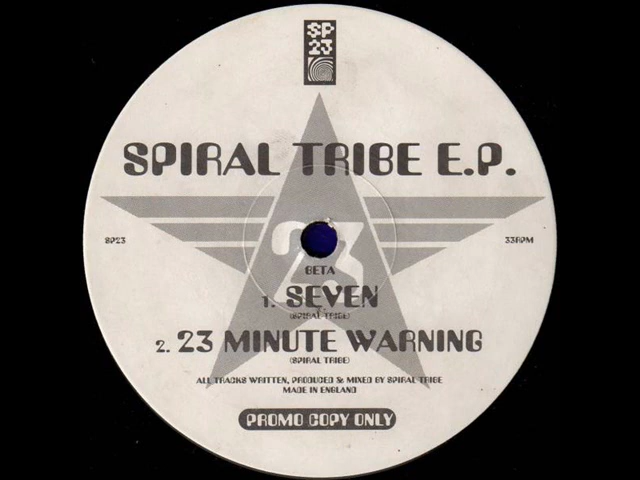 SP
23
SPIRAL TRIBE E.P.
23
SP23
33RPM
BETA
1. SEVEN
(SPIRAL TRIBE)
2. 23 MINUTE WARNING
(SPIRAL TRIBE)
ALL TRACKS WRITTEN, PRODUCED & MIXED BY SPIRAL TRIBE
MADE IN ENGLAND
PROMO COPY ONLY